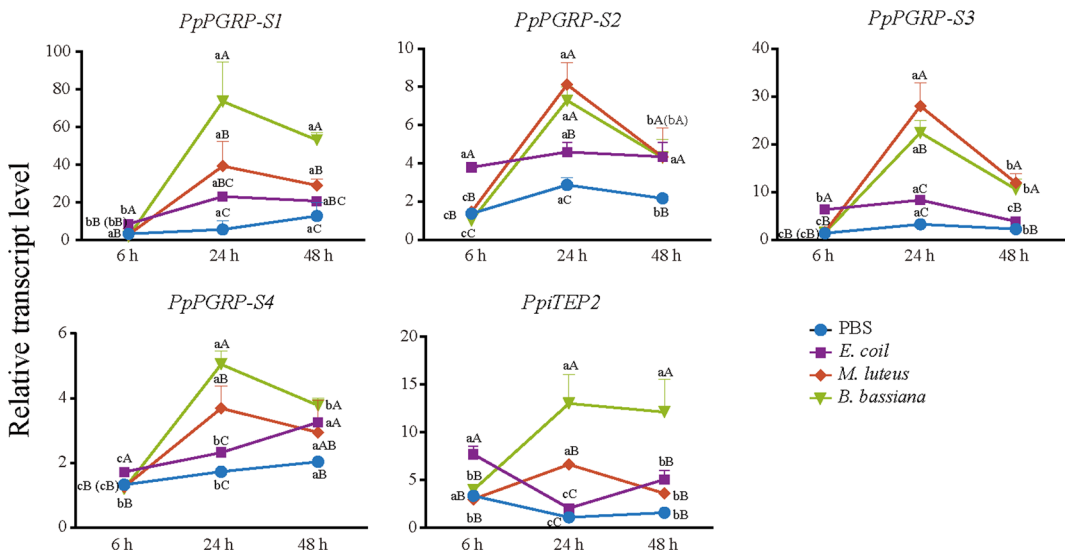 PpPGRP-S1
PpPGRP-S2
PpPGRP-S3
Relative transcript level
100
80
60
40
20
0
aA
aA
aB
aB
aBC
aBC
bA
bB (bB)
aB
aC
aC
6 h
24 h
48 h
10
8
6
4
2
0
aA
aA
aA
aB
bA(bA)
aA
cB
cB
cC
aC
bB
6 h
24 h
48 h
40
30
20
10
0
aA
aB
bA
bA
bA
aC
cB
cB
cB (cB)
aC
bB
6 h
24 h
48 h
PpPGRP-S4
PpiTEP2
6
4
2
0
aA
aB
bA
aA
aAB
cA
bC
cB (cB)
bB
bC
aB
6 h
24 h
48 h
20
15
10
5
0
aA
aA
aA
aB
bB
bB
aB
cC
bB
bB
cC
bB
6 h
24 h
48 h
PBS
E. coil
M. luteus
B. bassiana